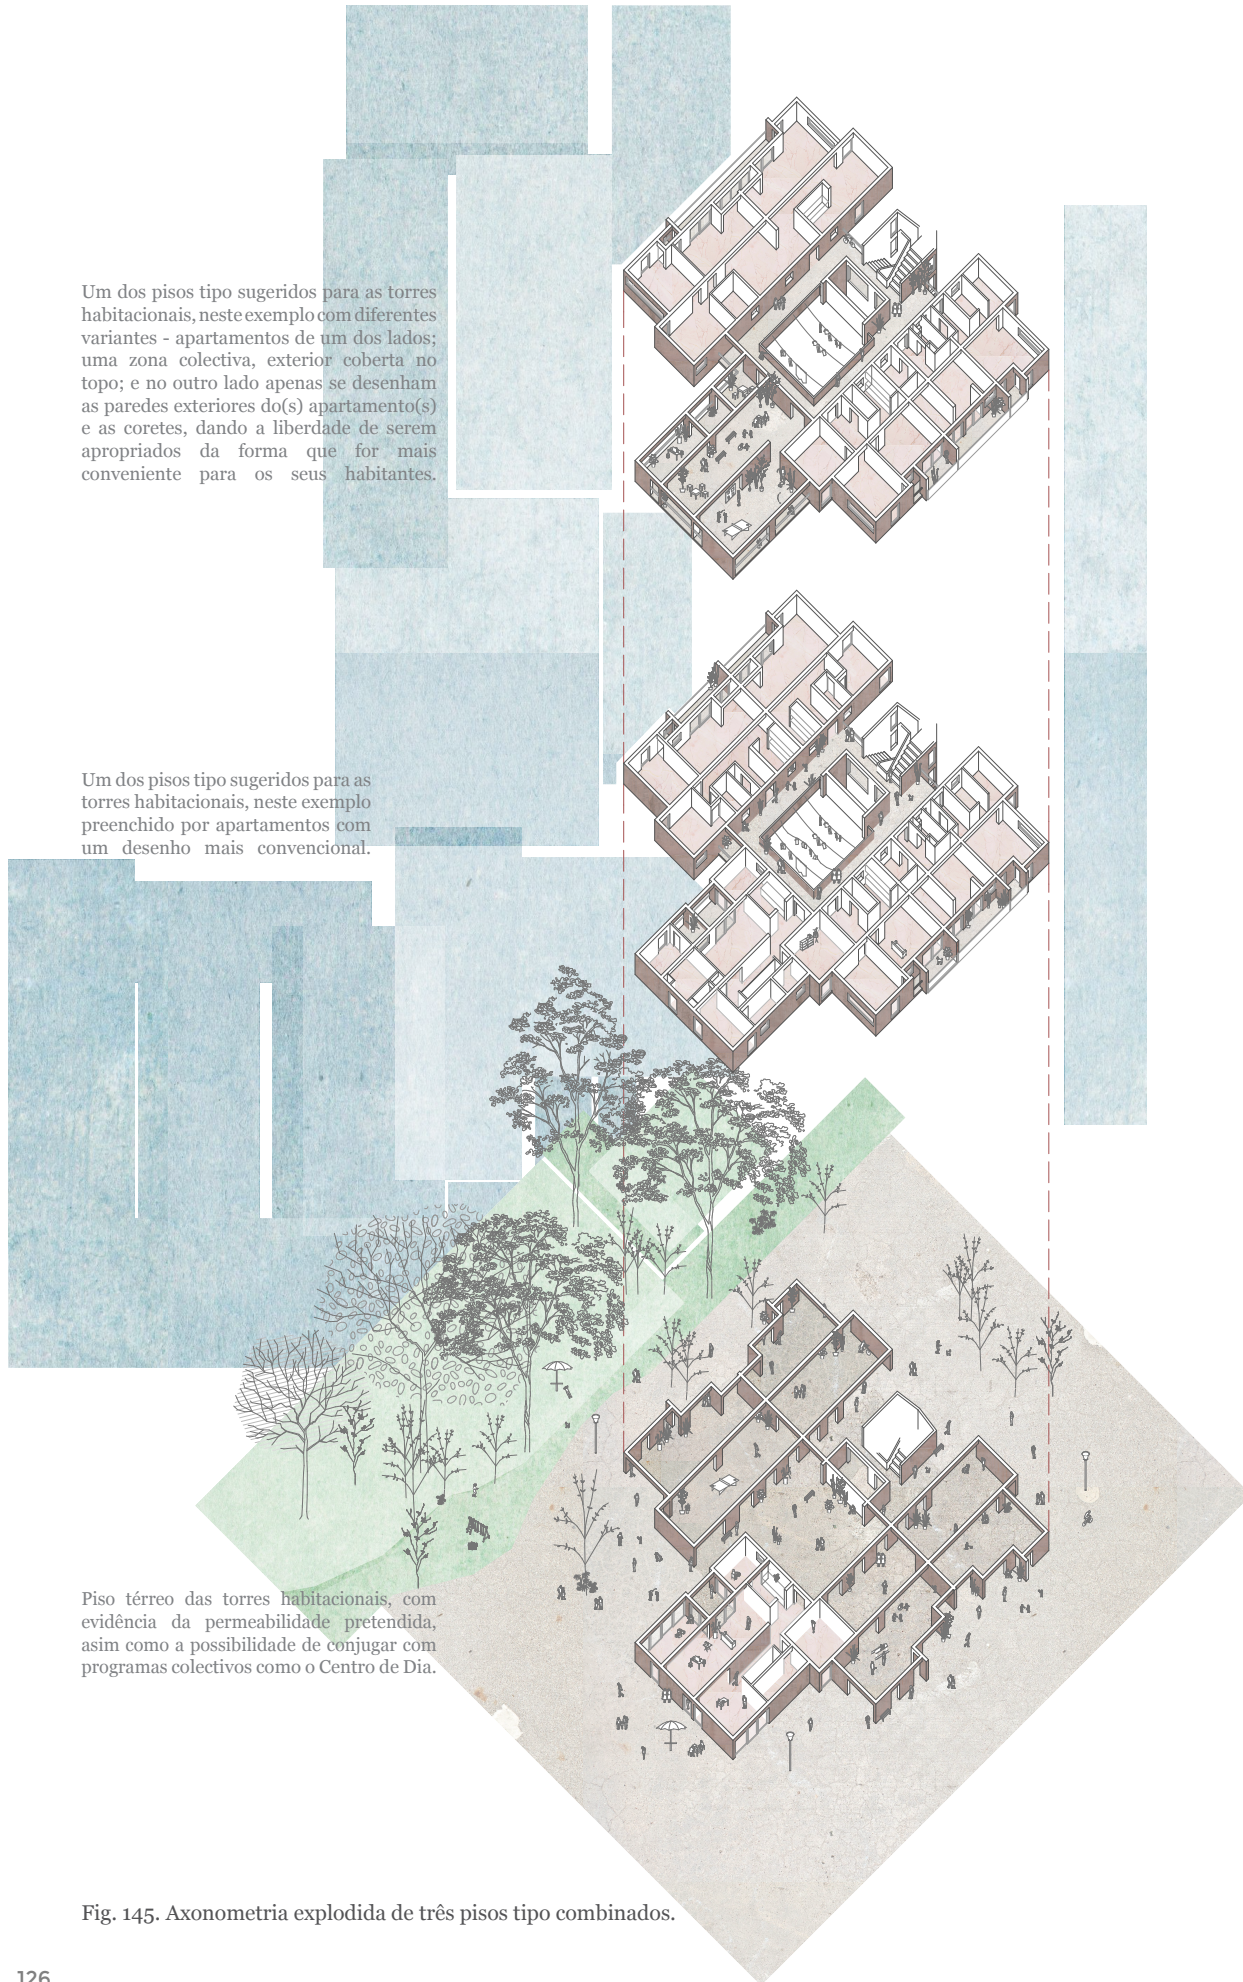 Um dos pisos tipo sugeridos para as torres
habitacionais, neste exemplo com diferentes
variantes - apartamentos de um dos lados;
uma zona colectiva, exterior coberta no
topo; e no outro lado apenas se desenham
as paredes exteriores do(s) apartamento(s)
e as coretes, dando a liberdade de serem
apropriados da forma que for mais
conveniente para os seus habitantes.
Um dos pisos tipo sugeridos para as
torres habitacionais, neste exemplo
preenchido por apartamentos com
um desenho mais convencional.
Piso térreo das torres habitacionais, com
evidência da permeabilidade pretendida,
asim como a possibilidade de conjugar com
programas colectivos como o Centro de Dia.
Fig. 145. Axonometria explodida de três pisos tipo combinados.
126